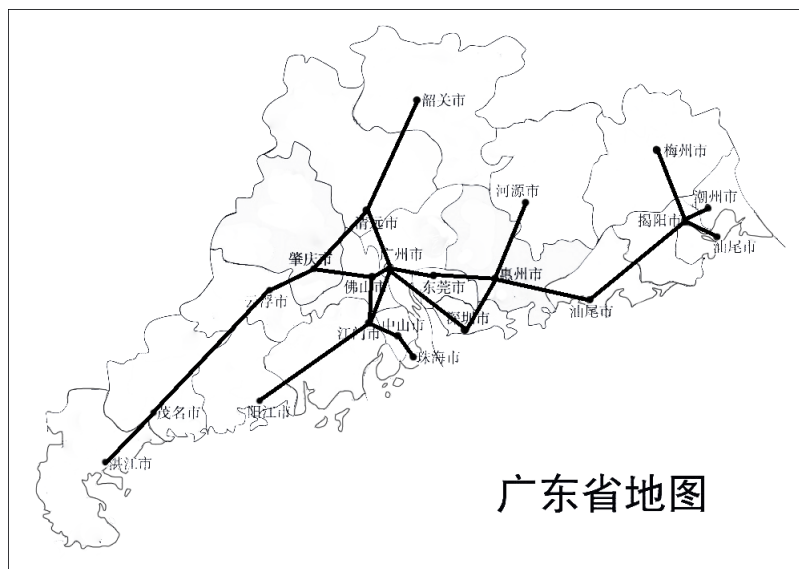 韶关市
梅州市
河源市
潮州市
揭阳市
清远市
汕尾市
广州市
肇庆市
惠州市
佛山市
东莞市
云浮市
汕尾市
深圳市
中山市
江门市
珠海市
茂名市
阳江市
湛江市
广东省地图